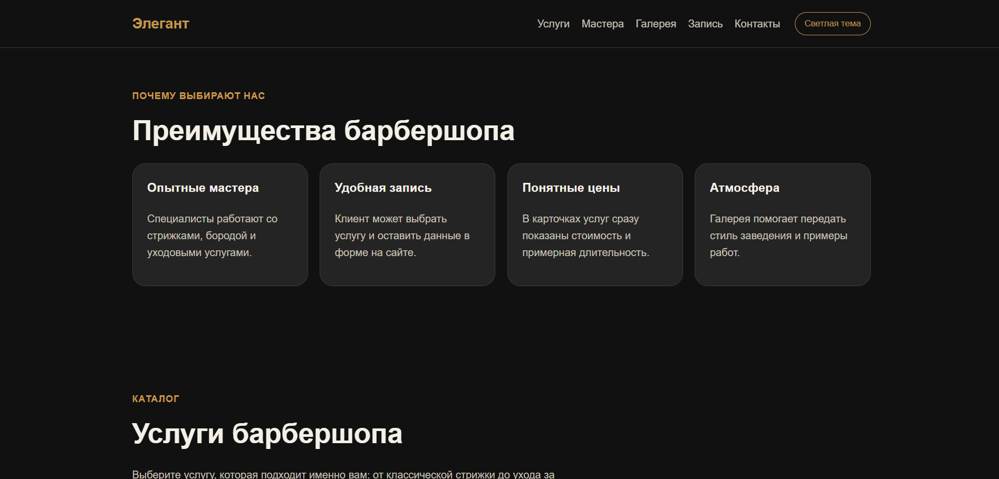 Элегант
Услуги Мастера Галерея Запись Контакты Светлая тема
ПОЧЕМУ ВЫБИРАЮТ НАС
Преимущества барбершопа
Опытные мастера
Специалисты работают со
стрижками, бородой и
уходовыми услугами.
Удобная запись
Клиент может выбрать
услугу и оставить данные в
форме на сайте.
Понятные цены
В карточках услуг сразу
показаны стоимость и
примерная длительность.
Атмосфера
Галерея помогает передать
стиль заведения и примеры
работ.
КАТАЛОГ
Услуги барбершопа
Выберите услугу, которая подходит именно вам: от классической стрижки до ухода за